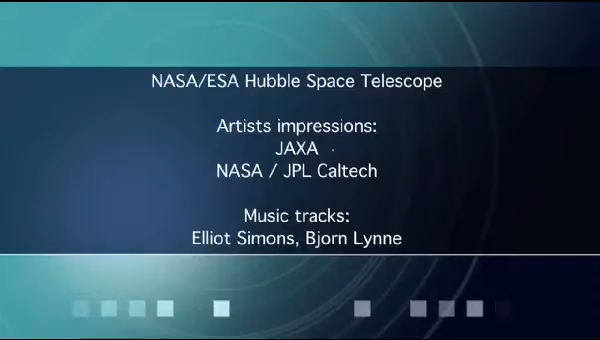 NASA/ESA Hubble Space Telescope
Artists impressions:
JAXA
NASA / JPL Caltech
Music tracks:
Elliot Simons, Bjorn Lynne